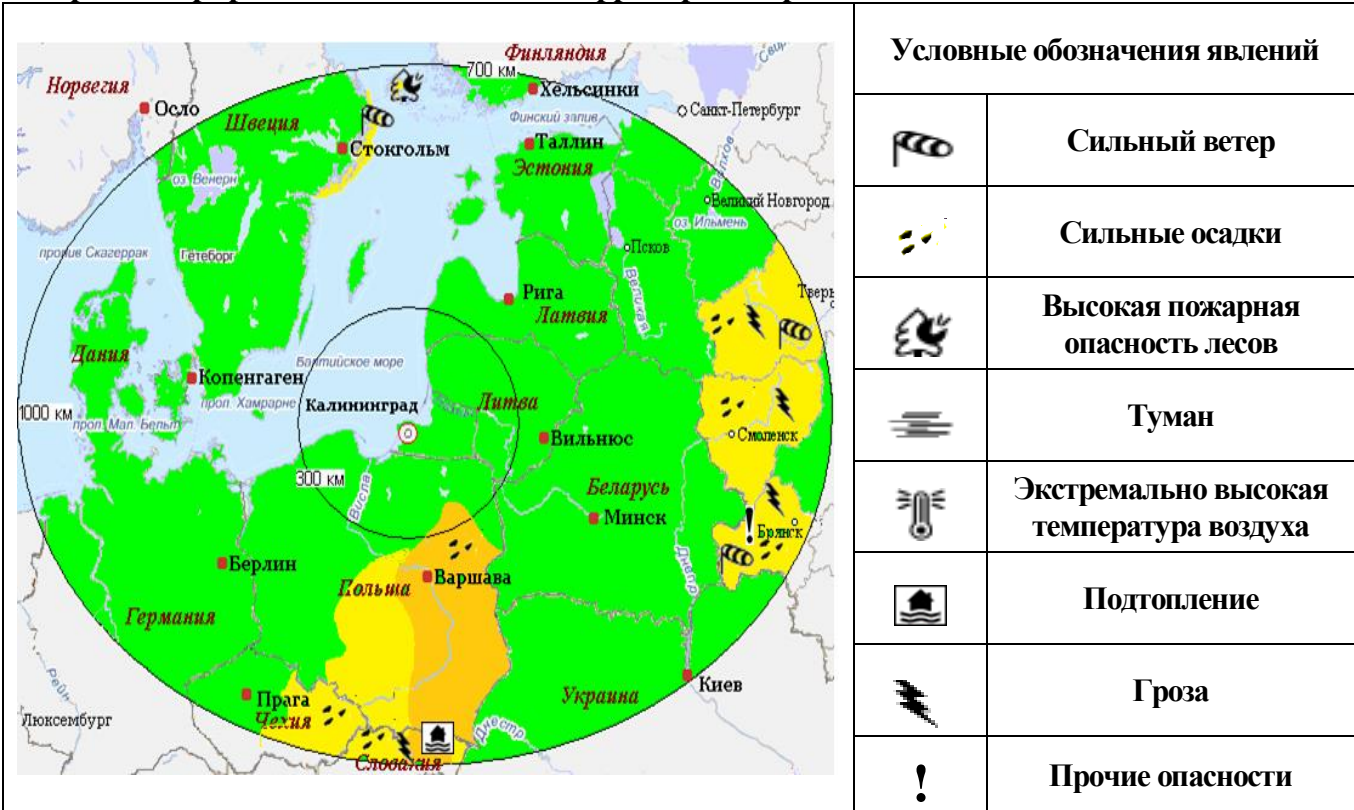 Норвегия
Финляндия
700 км
Хельсинки
Осло
Швеция
Финский залив
Санкт-Петербург
Стокгольм
Таллин
Эстония
Волхов
оз. Венерн
Великий Новгород
оз. Ильмень
пролив Скагеррак
Гётеборг
Псков
Великая
Рига
Латвия
Тверь
Дания
Балтийское море
Копенгаген
1000 км
прол. Хамрарне
Калининград
Литва
прол. Мал. Бельт
Вильнюс
Смоленск
300 км
Висла
Беларусь
Минск
Брянск
Днепр
Берлин
Польша
Варшава
Германия
Рейн
Прага
Чехия
Украина
Киев
Люксембург
Днестр
Словакия
Условные обозначения явлений
Сильный ветер
Сильные осадки
Высокая пожарная
опасность лесов
Туман
Экстремально высокая
температура воздуха
Подтопление
Гроза
!
Прочие опасности